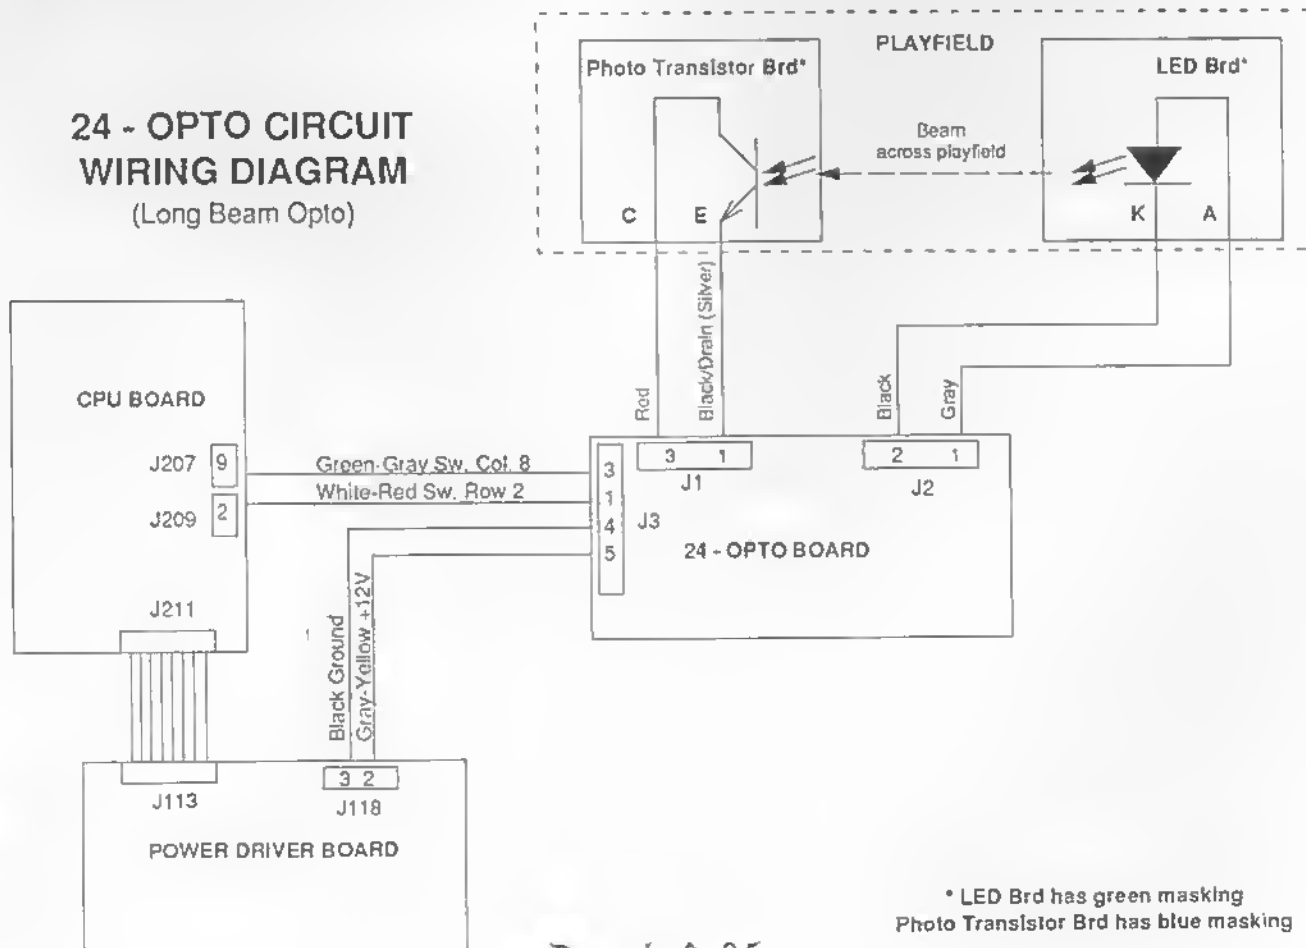 24 - OPTO CIRCUIT
WIRING DIAGRAM
(Long Beam Opto)
PLAYFIELD
Photo Transistor Brd*
LED Brd*
Beam
across playfield
C
E
K
A
Red
Black/Drain (Silver)
Black
Gray
CPU BOARD
J207
9
J209
2
J211
Green-Gray Sw. Col. 8
White-Red Sw. Row 2
3
1
4
5
J3
3
1
J1
2
1
J2
24 - OPTO BOARD
Black Ground
Gray-Yellow +12V
J113
3 2
J118
POWER DRIVER BOARD
* LED Brd has green masking
Photo Transistor Brd has blue masking